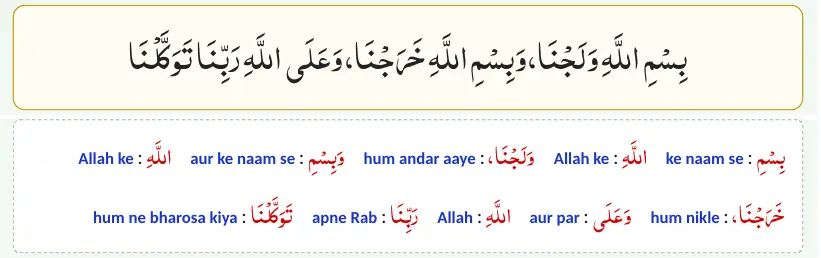 بِسْمِ اللَّهِ وَلَجْنَا، وَبِسْمِ اللَّهِ خَرَجْنَا، وَعَلَى اللَّهِ رَبِّنَا تَوَكَّلْنَا
بِسْمِ : ke naam se اللَّهِ : Allah ke وَلَجْنَا، : hum andar aaye وَبِسْمِ : aur ke naam se اللَّهِ : Allah ke
خَرَجْنَا، : hum nikle وَعَلَى : aur par اللَّهِ : Allah رَبِّنَا : apne Rab تَوَكَّلْنَا : hum ne bharosa kiya